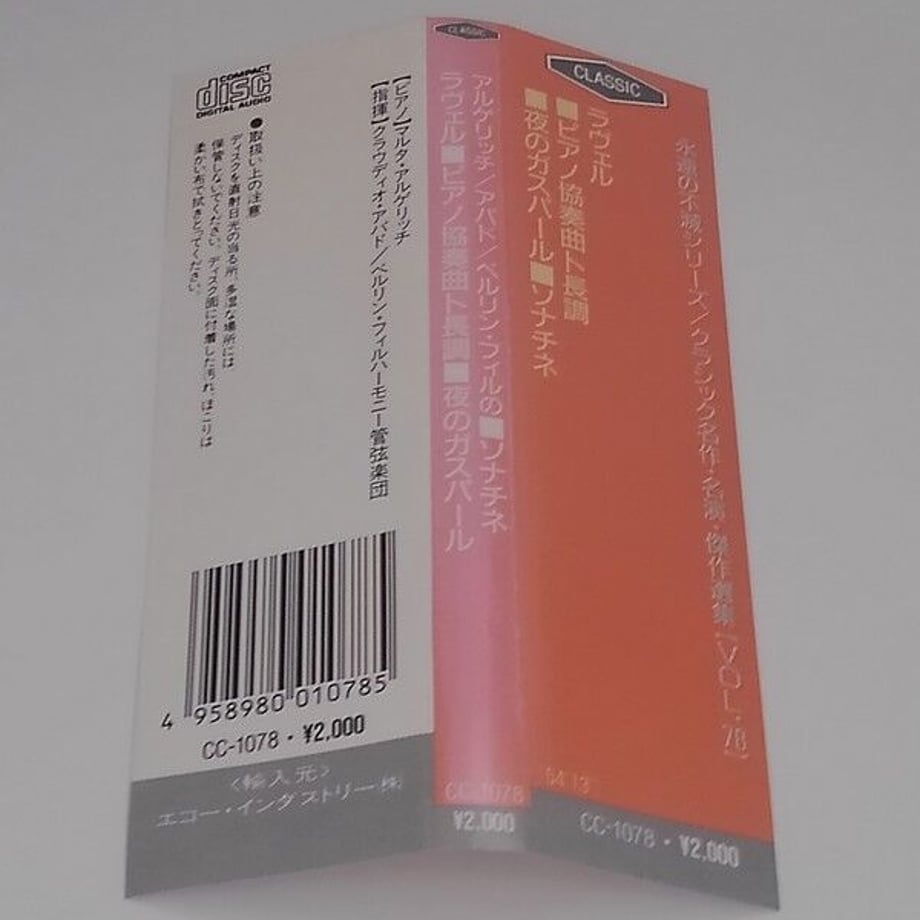 CLASSIC
永遠の不滅シリーズ/クラシック名作・名演・傑作選集[VOL.78]
ラヴェル
■ピアノ協奏曲ト長調
■夜のガスパール■ソナチネ
CC-1078・¥2,000
CLASSIC
アルゲリッチ/アバド/ベルリン・フィルの■ソナチネ
ラヴェル■ピアノ協奏曲ト長調■夜のガスパール
CC-1078
¥2,000
【ピアノ】マルタ・アルゲリッチ
【指揮】クラウディオ・アバド/ベルリン・フィルハーモニー管弦楽団
COMPACT
disc
DIGITAL AUDIO
●取扱い上の注意
ディスクを直射日光の当る所、多湿な場所には
保管しないでください。ディスク面に付着した汚れ、ほこりは
柔かい布で拭きとってください。
4 958980 010785
CC-1078・¥2,000
〈輸入元〉
エコー・インダストリー㈱